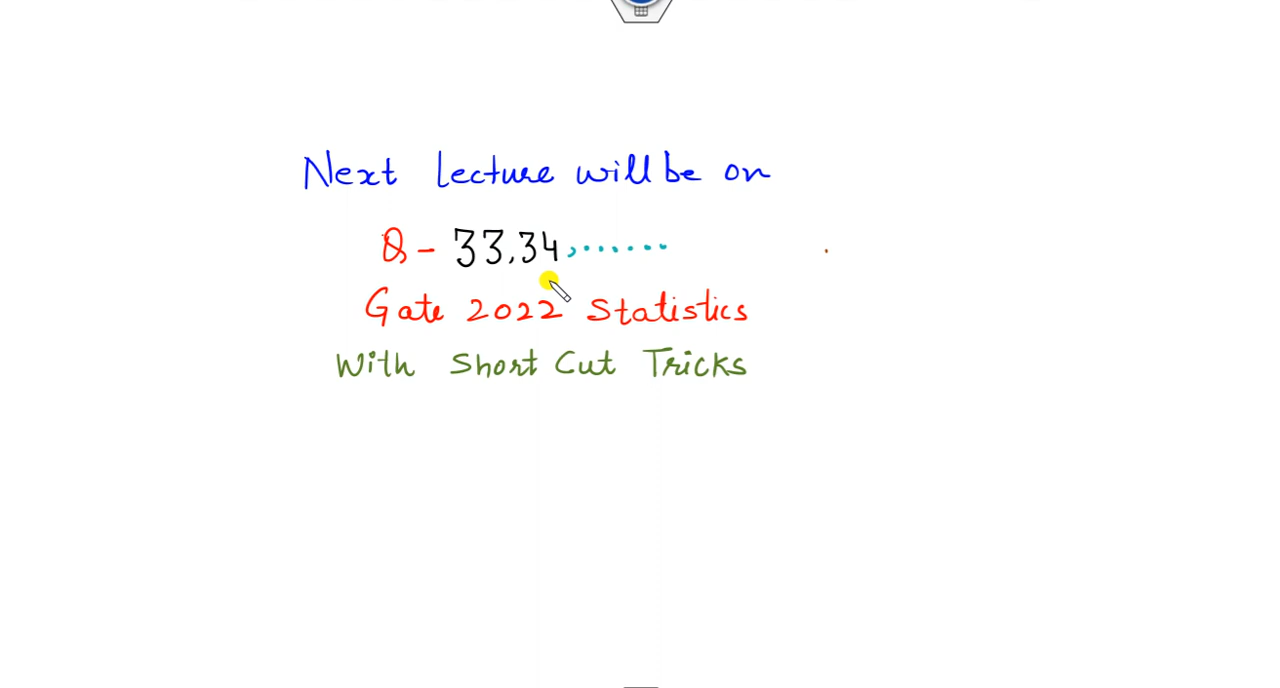 Next lecture will be on
Q - 33,34,......
Gate 2022 Statistics
With Short Cut Tricks